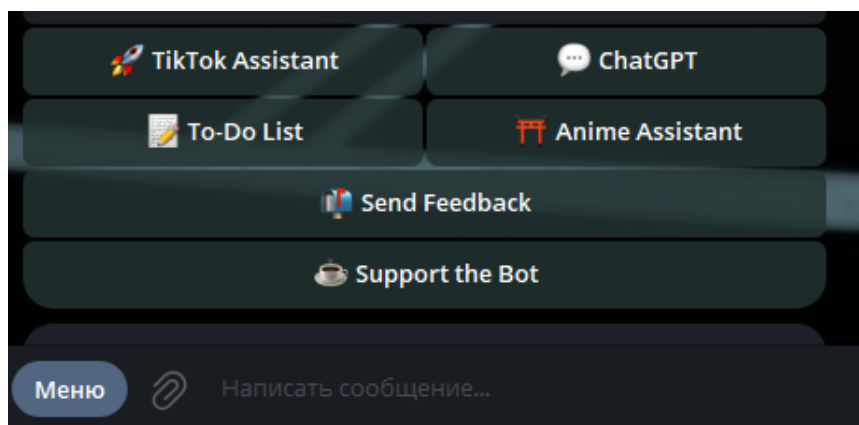 🚀 TikTok Assistant
💬 ChatGPT
📝 To-Do List
⛩️ Anime Assistant
📬 Send Feedback
☕ Support the Bot
Меню
Написать сообщение...